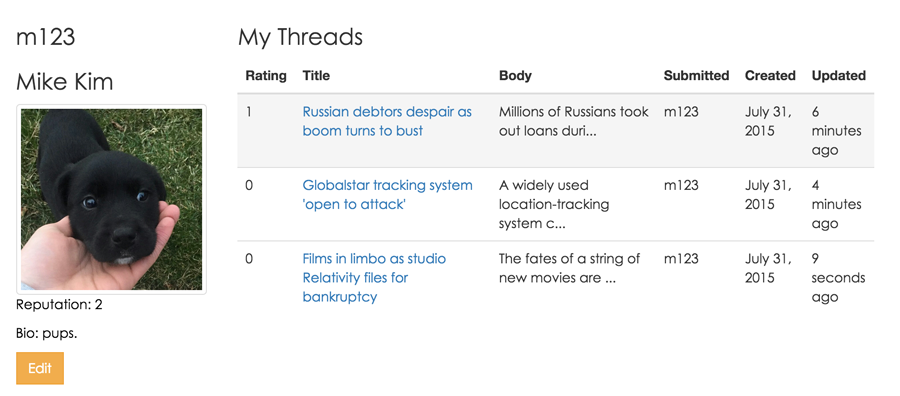 m123
Mike Kim
Reputation: 2
Bio: pups.
Edit
My Threads
Rating Title Body Submitted Created Updated
1 Russian debtors despair as Millions of Russians took m123 July 31, 6
boom turns to bust out loans duri... 2015 minutes
ago
0 Globalstar tracking system A widely used m123 July 31, 4
'open to attack' location-tracking 2015 minutes
system c... ago
0 Films in limbo as studio The fates of a string of m123 July 31, 9
Relativity files for new movies are ... 2015 seconds
bankruptcy ago